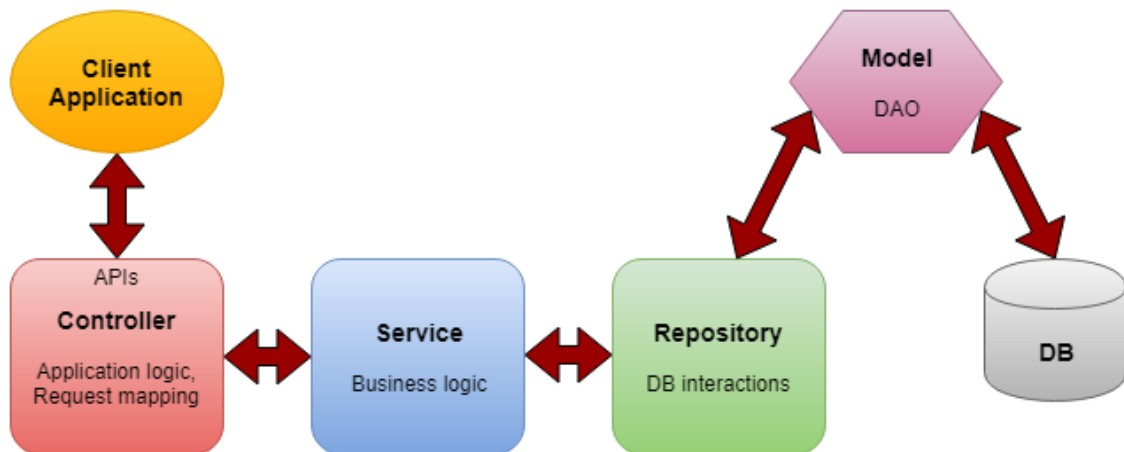 Client
Application
Model
DAO
APIs
Controller
Application logic,
Request mapping
Service
Business logic
Repository
DB interactions
DB